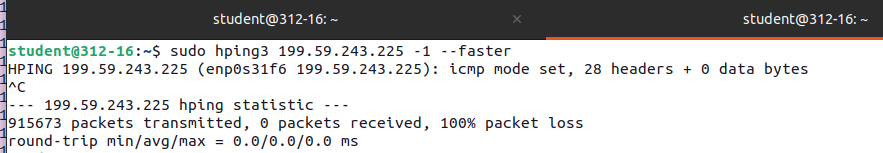 student@312-16: ~
×
student@312-16: ~
student@312-16:~$ sudo hping3 199.59.243.225 -1 --faster
HPING 199.59.243.225 (enp0s31f6 199.59.243.225): icmp mode set, 28 headers + 0 data bytes
^C
--- 199.59.243.225 hping statistic ---
915673 packets transmitted, 0 packets received, 100% packet loss
round-trip min/avg/max = 0.0/0.0/0.0 ms